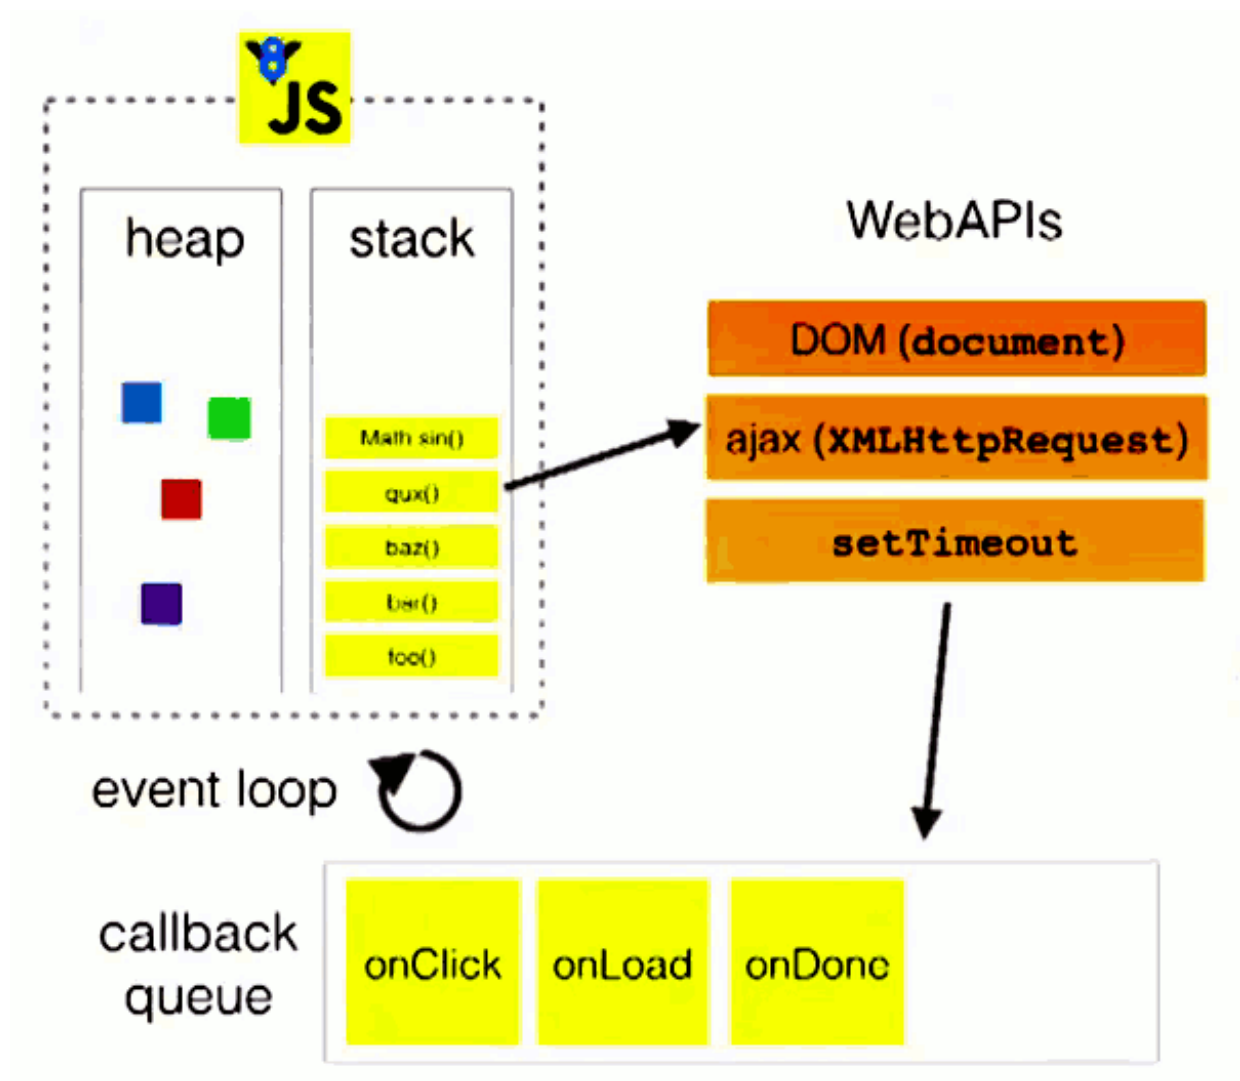 8
JS
heap
stack
Math sin()
qux()
baz()
bar()
foo()
WebAPIs
DOM (document)
ajax (XMLHttpRequest)
setTimeout
event loop
callback
queue
onClick
onLoad
onDone